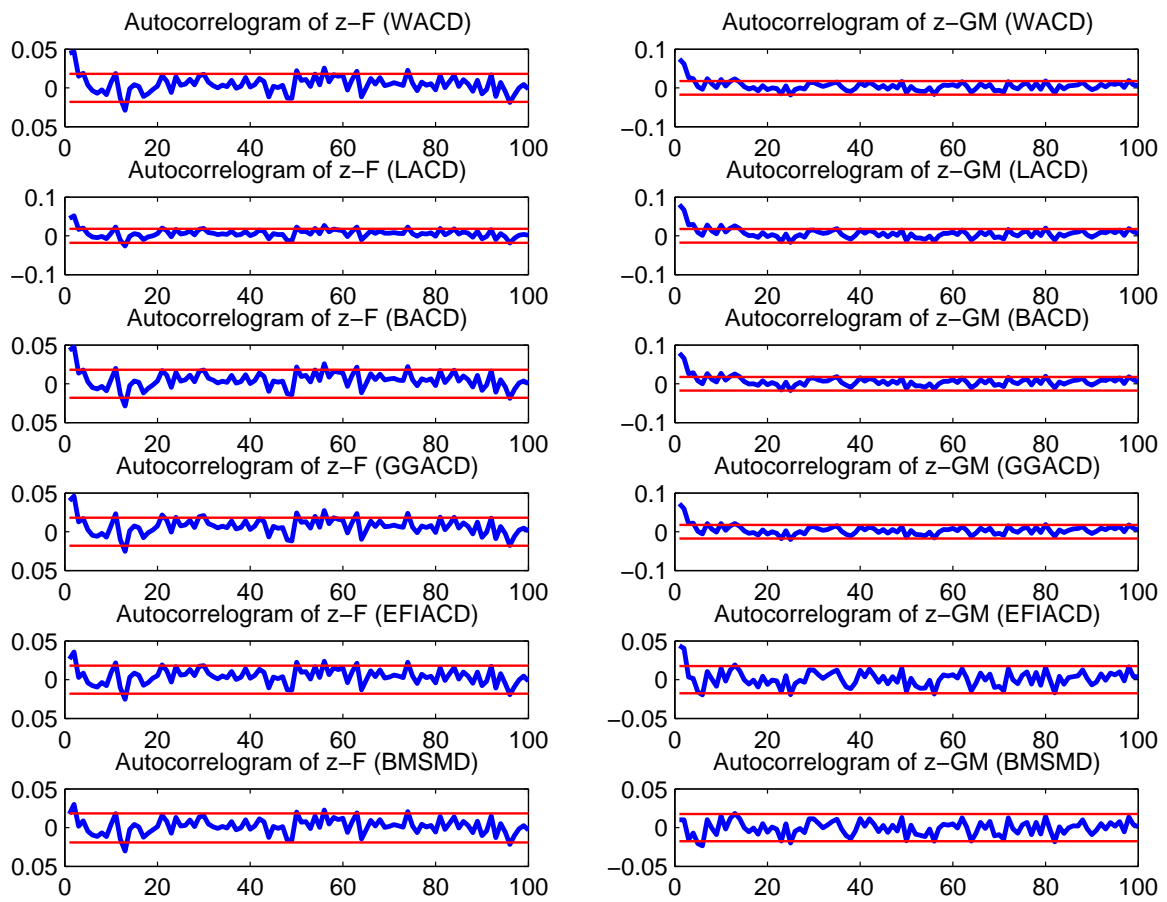 Autocorrelogram of z−F (WACD)
0.05
0
0.05
0 20 40 60 80 100
Autocorrelogram of z−GM (WACD)
0.1
0
−0.1
0 20 40 60 80 100
Autocorrelogram of z−F (LACD)
0.1
0
−0.1
0 20 40 60 80 100
Autocorrelogram of z−GM (LACD)
0.1
0
−0.1
0 20 40 60 80 100
Autocorrelogram of z−F (BACD)
0.05
0
0.05
0 20 40 60 80 100
Autocorrelogram of z−GM (BACD)
0.1
0
−0.1
0 20 40 60 80 100
Autocorrelogram of z−F (GGACD)
0.05
0
0.05
0 20 40 60 80 100
Autocorrelogram of z−GM (GGACD)
0.1
0
−0.1
0 20 40 60 80 100
Autocorrelogram of z−F (EFIACD)
0.05
0
0.05
0 20 40 60 80 100
Autocorrelogram of z−GM (EFIACD)
0.05
0
−0.05
0 20 40 60 80 100
Autocorrelogram of z−F (BMSMD)
0.05
0
0.05
0 20 40 60 80 100
Autocorrelogram of z−GM (BMSMD)
0.05
0
−0.05
0 20 40 60 80 100